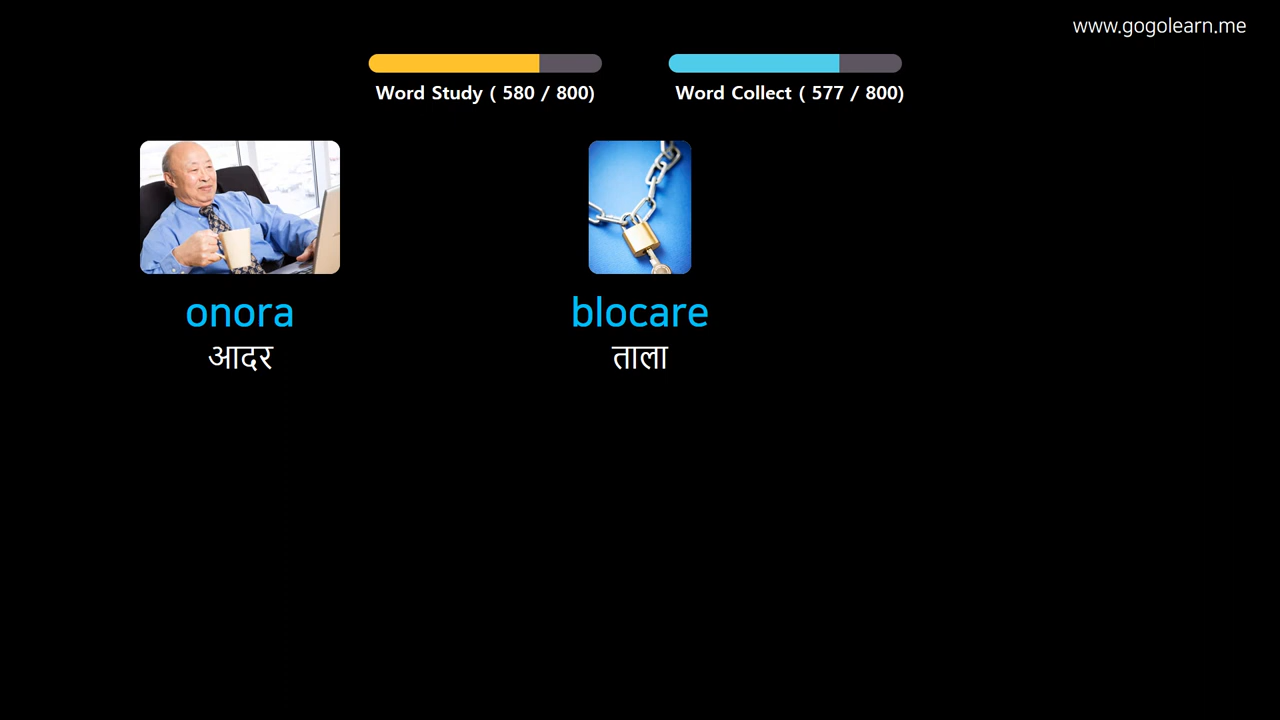 www.gogolearn.me
Word Study ( 580 / 800)
Word Collect ( 577 / 800)
onora
आदर
blocare
ताला